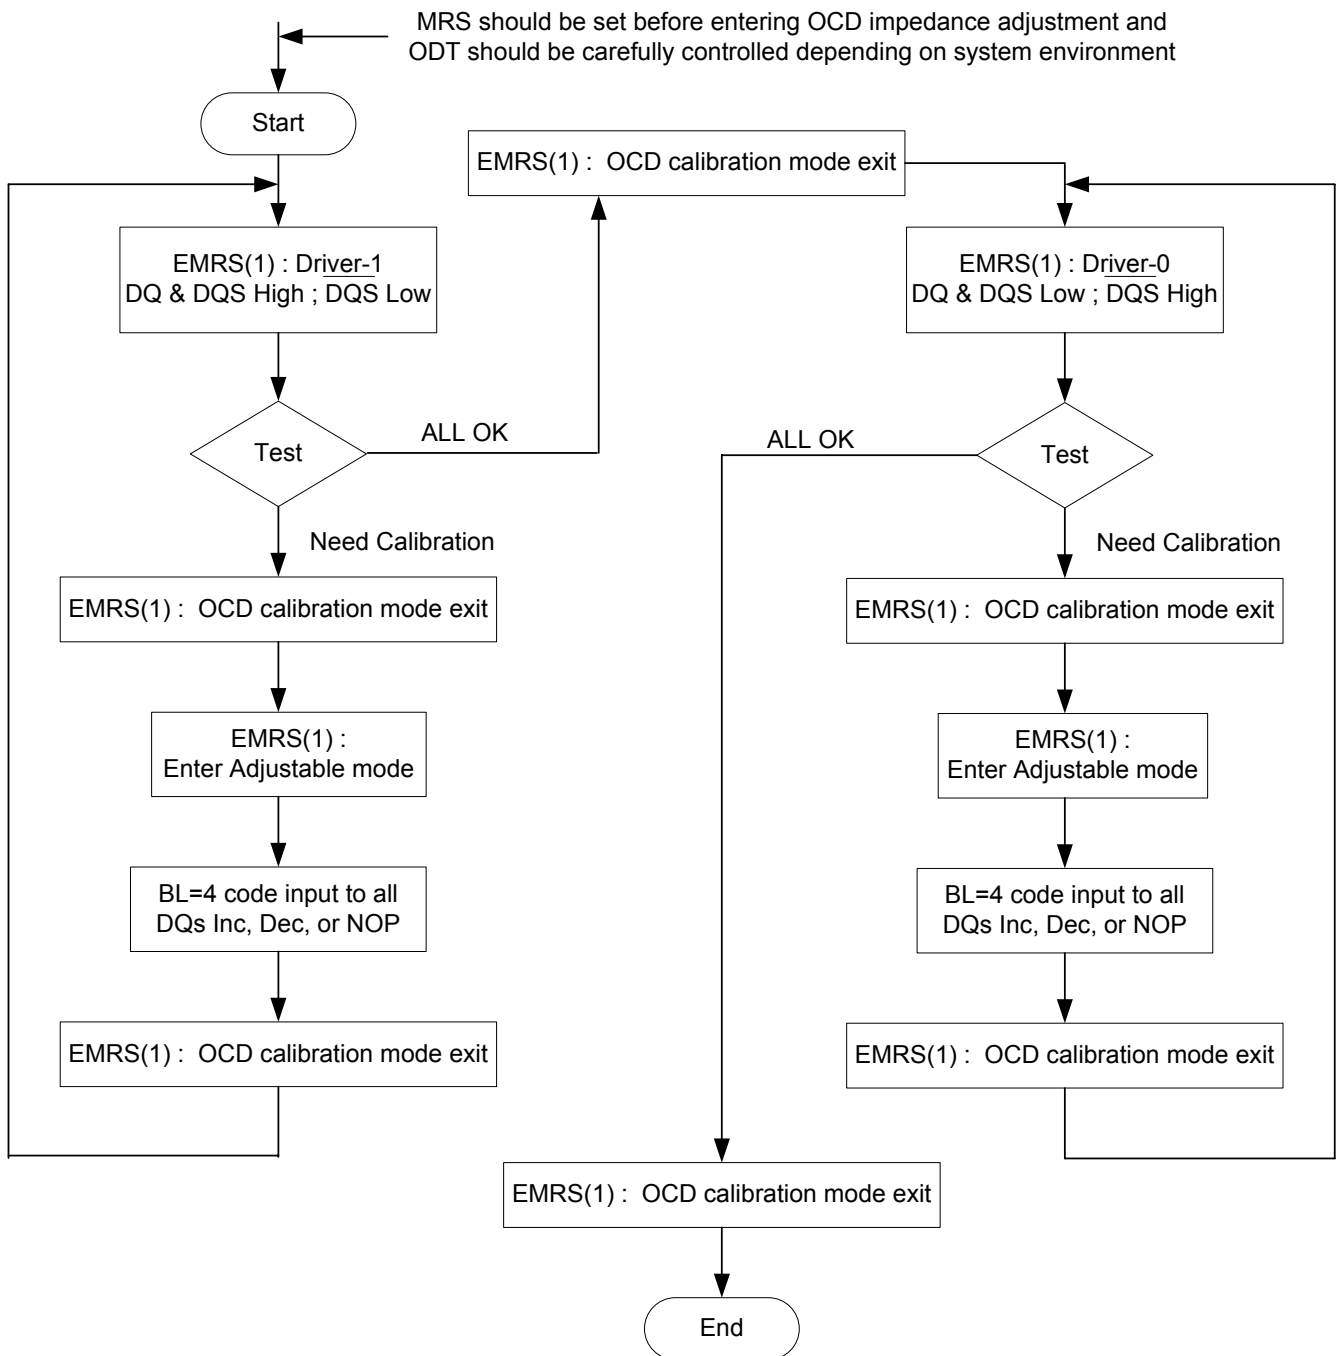 MRS should be set before entering OCD impedance adjustment and
ODT should be carefully controlled depending on system environment
Start
EMRS(1) : Driver-1
DQ & DQS High ; D̅Q̅S̅ Low
Test
ALL OK
Need Calibration
EMRS(1) : OCD calibration mode exit
EMRS(1) :
Enter Adjustable mode
BL=4 code input to all
DQs Inc, Dec, or NOP
EMRS(1) : OCD calibration mode exit
EMRS(1) : OCD calibration mode exit
EMRS(1) : Driver-0
DQ & DQS Low ; D̅Q̅S̅ High
Test
ALL OK
Need Calibration
EMRS(1) : OCD calibration mode exit
EMRS(1) :
Enter Adjustable mode
BL=4 code input to all
DQs Inc, Dec, or NOP
EMRS(1) : OCD calibration mode exit
EMRS(1) : OCD calibration mode exit
End